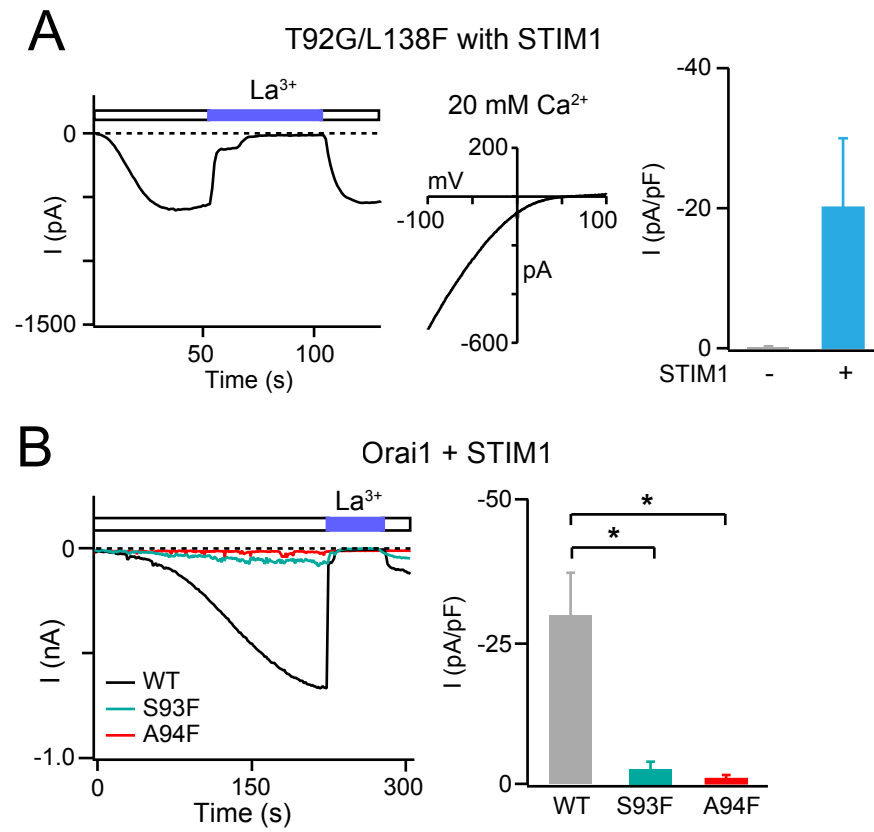 A
T92G/L138F with STIM1
La³⁺
0
I (pA)
-1500
50
100
Time (s)
20 mM Ca²⁺
200
mV
-100
100
pA
-600
-40
-20
0
I (pA/pF)
STIM1
-
+
B
Orai1 + STIM1
La³⁺
0
I (nA)
-1.0
WT
S93F
A94F
0
150
300
Time (s)
-50
*
*
-25
I (pA/pF)
0
WT
S93F
A94F